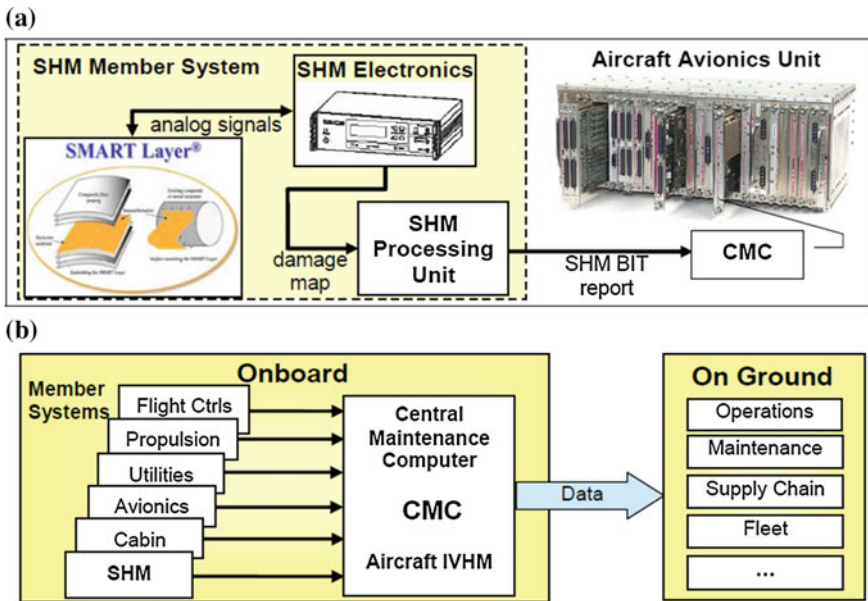 (a)
SHM Member System
SHM Electronics
Aircraft Avionics Unit
analog signals
SMART Layer®
SHM
Processing
Unit
damage
map
SHM BIT
report
CMC
(b)
Onboard
Member
Systems
Flight Ctrls
Propulsion
Utilities
Avionics
Cabin
SHM
Central
Maintenance
Computer
CMC
Aircraft IVHM
Data
On Ground
Operations
Maintenance
Supply Chain
Fleet
...